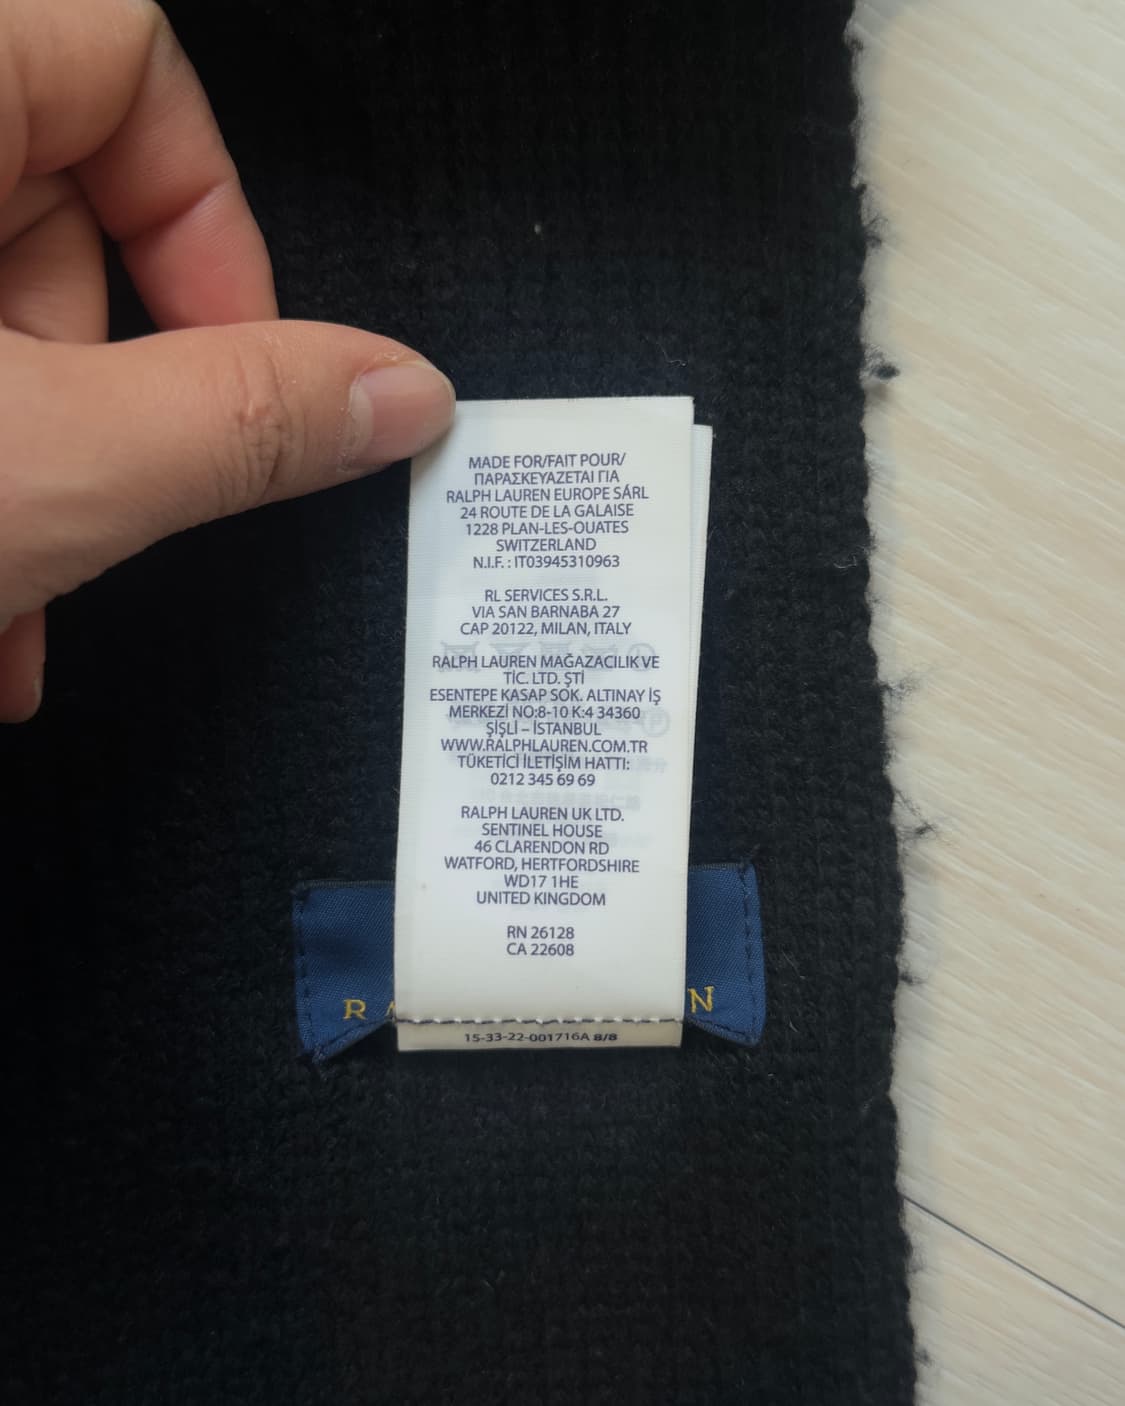 MADE FOR/FAIT POUR/
ΠΑΡΑΣΚΕΥΑΖΕΤΑΙ ΓΙΑ
RALPH LAUREN EUROPE SÁRL
24 ROUTE DE LA GALAISE
1228 PLAN-LES-OUATES
SWITZERLAND
N.I.F. : IT03945310963
RL SERVICES S.R.L.
VIA SAN BARNABA 27
CAP 20122, MILAN, ITALY
RALPH LAUREN MAĞAZACILIK VE
TİC. LTD. ŞTİ
ESENTEPE KASAP SOK. ALTINAY İŞ
MERKEZİ NO:8-10 K:4 34360
ŞİŞLİ – İSTANBUL
WWW.RALPHLAUREN.COM.TR
TÜKETİCİ İLETİŞİM HATTI:
0212 345 69 69
RALPH LAUREN UK LTD.
SENTINEL HOUSE
46 CLARENDON RD
WATFORD, HERTFORDSHIRE
WD17 1HE
UNITED KINGDOM
RN 26128
CA 22608
15-33-22-001716A 8/8